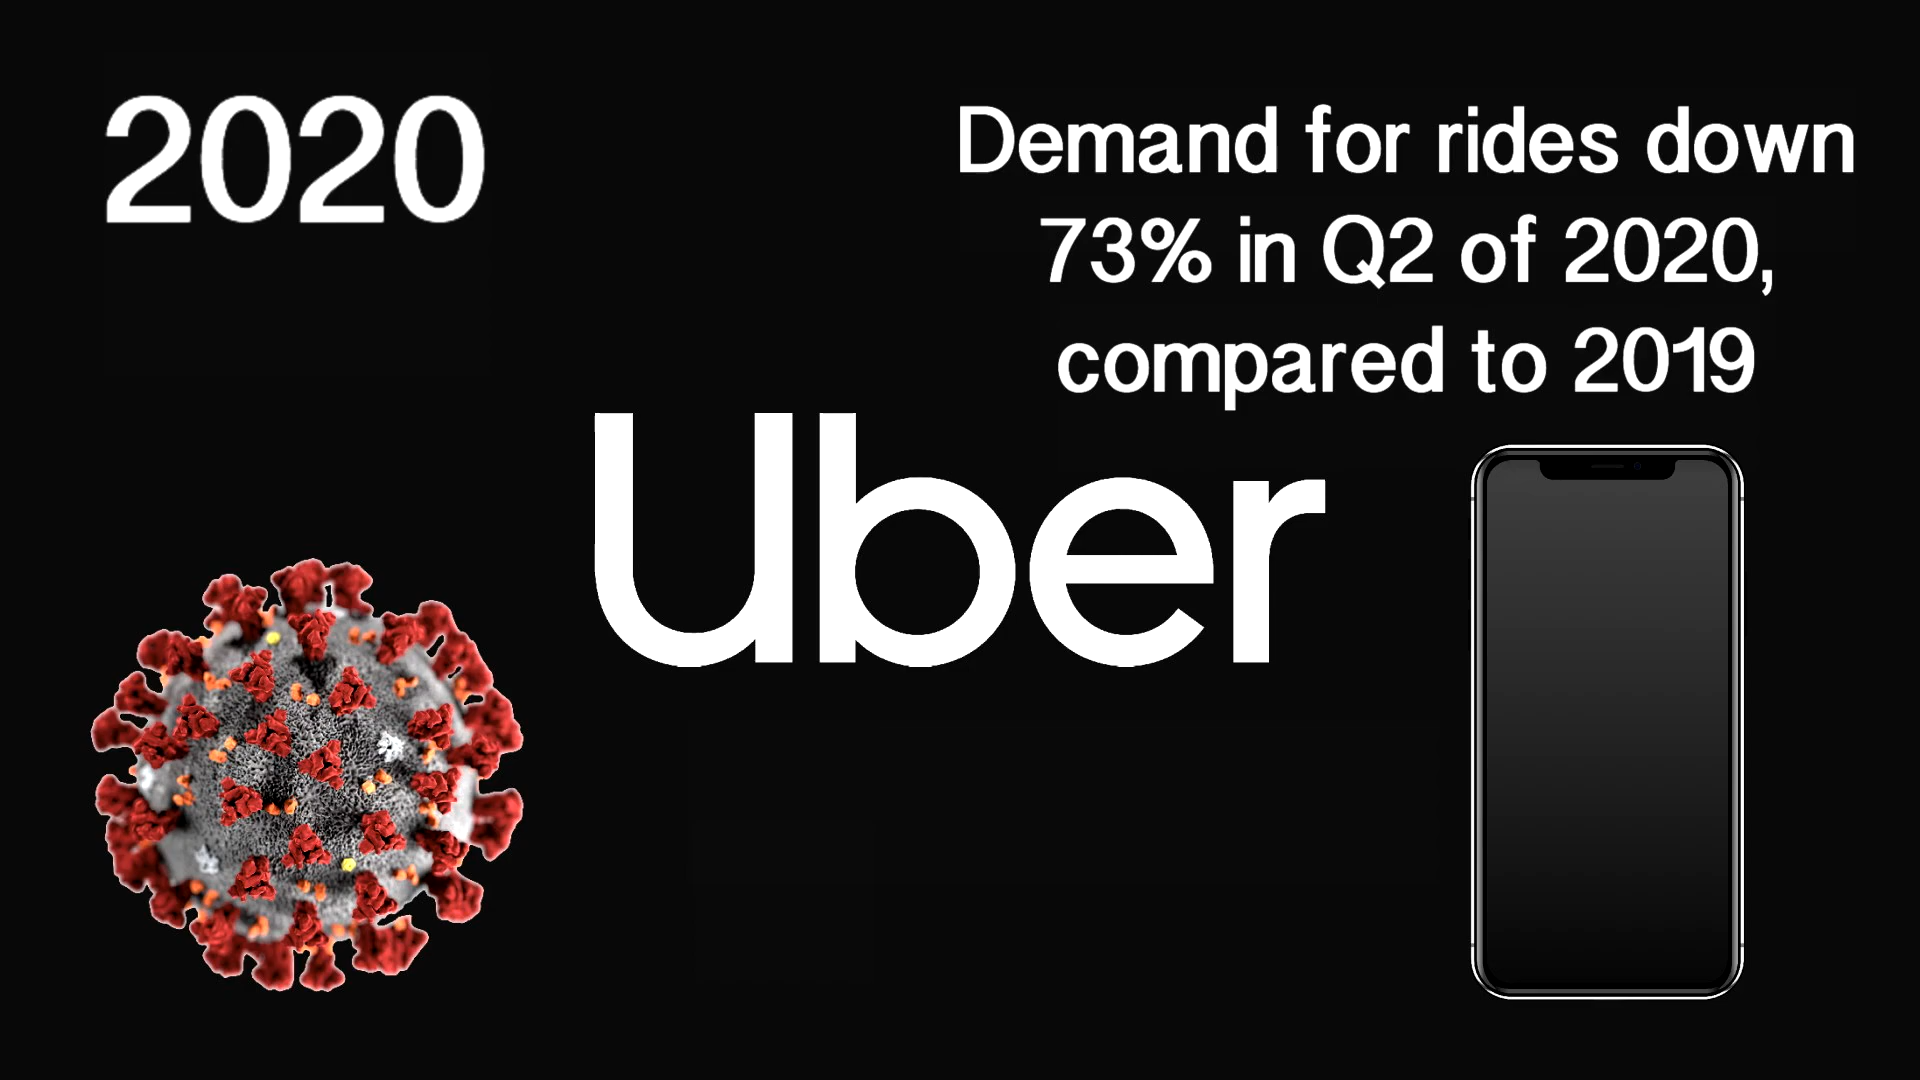 2020
Demand for rides down
73% in Q2 of 2020,
compared to 2019
Uber